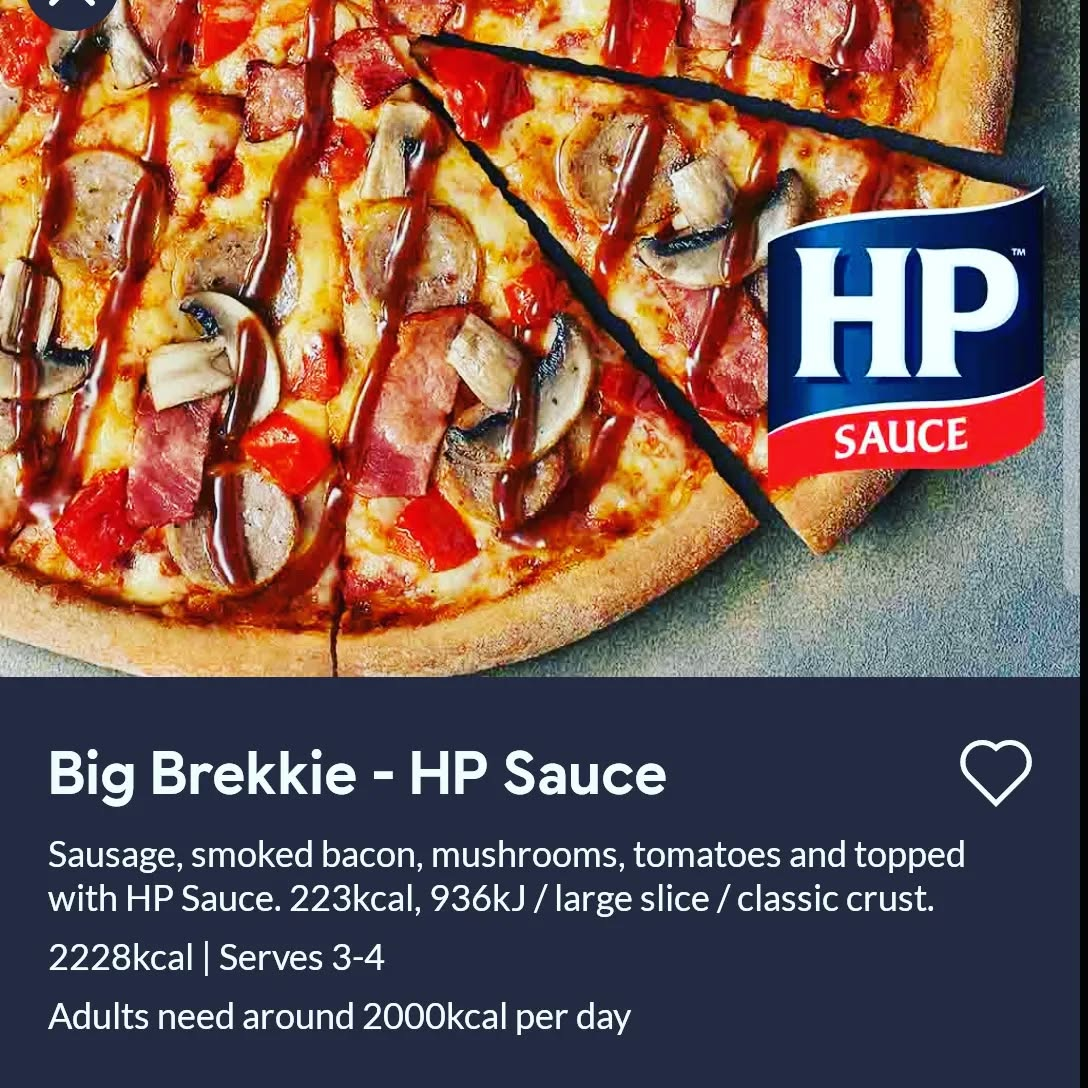 HP™
SAUCE
Big Brekkie - HP Sauce
Sausage, smoked bacon, mushrooms, tomatoes and topped
with HP Sauce. 223kcal, 936kJ / large slice / classic crust.
2228kcal | Serves 3-4
Adults need around 2000kcal per day